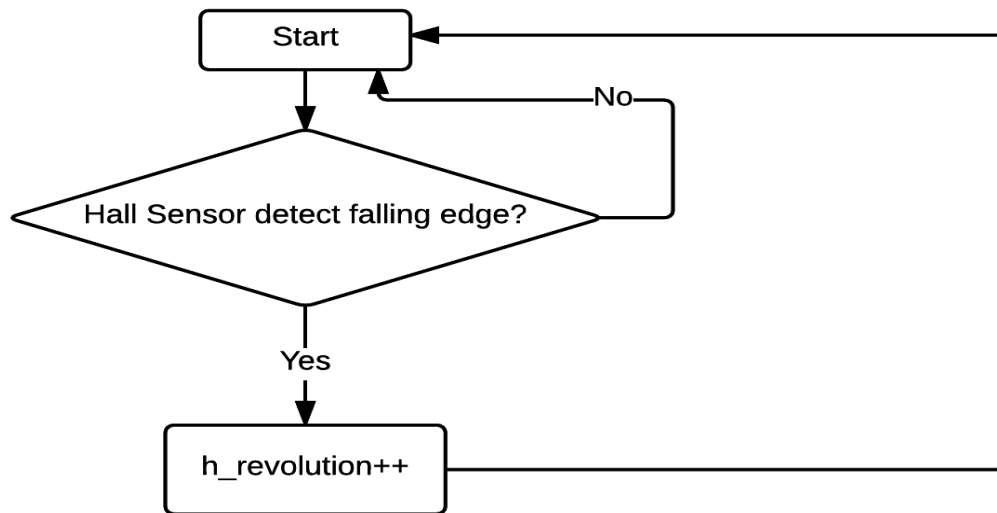 Start
No
Hall Sensor detect falling edge?
Yes
h_revolution++